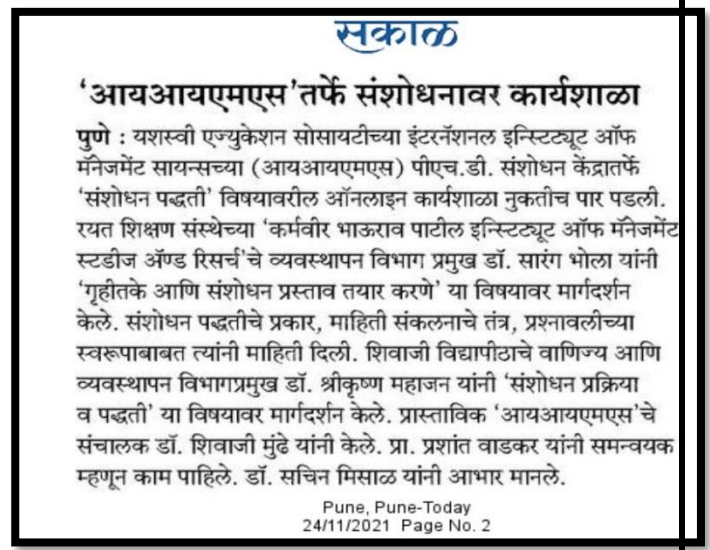 सकाळ
‘आयआयएमएस’तर्फे संशोधनावर कार्यशाळा
पुणे : यशस्वी एज्युकेशन सोसायटीच्या इंटरनॅशनल इन्स्टिट्यूट ऑफ
मॅनेजमेंट सायन्सच्या (आयआयएमएस) पीएच.डी. संशोधन केंद्रातर्फे
‘संशोधन पद्धती’ विषयावरील ऑनलाइन कार्यशाळा नुकतीच पार पडली.
रयत शिक्षण संस्थेच्या ‘कर्मवीर भाऊराव पाटील इन्स्टिट्यूट ऑफ मॅनेजमेंट
स्टडीज अ‍ॅण्ड रिसर्च’चे व्यवस्थापन विभाग प्रमुख डॉ. सारंग भोला यांनी
‘गृहीतके आणि संशोधन प्रस्ताव तयार करणे’ या विषयावर मार्गदर्शन
केले. संशोधन पद्धतीचे प्रकार, माहिती संकलनाचे तंत्र, प्रश्नावलीच्या
स्वरूपाबाबत त्यांनी माहिती दिली. शिवाजी विद्यापीठाचे वाणिज्य आणि
व्यवस्थापन विभागप्रमुख डॉ. श्रीकृष्ण महाजन यांनी ‘संशोधन प्रक्रिया
व पद्धती’ या विषयावर मार्गदर्शन केले. प्रास्ताविक ‘आयआयएमएस’चे
संचालक डॉ. शिवाजी मुंढे यांनी केले. प्रा. प्रशांत वाडकर यांनी समन्वयक
म्हणून काम पाहिले. डॉ. सचिन मिसाळ यांनी आभार मानले.
Pune, Pune-Today
24/11/2021 Page No. 2